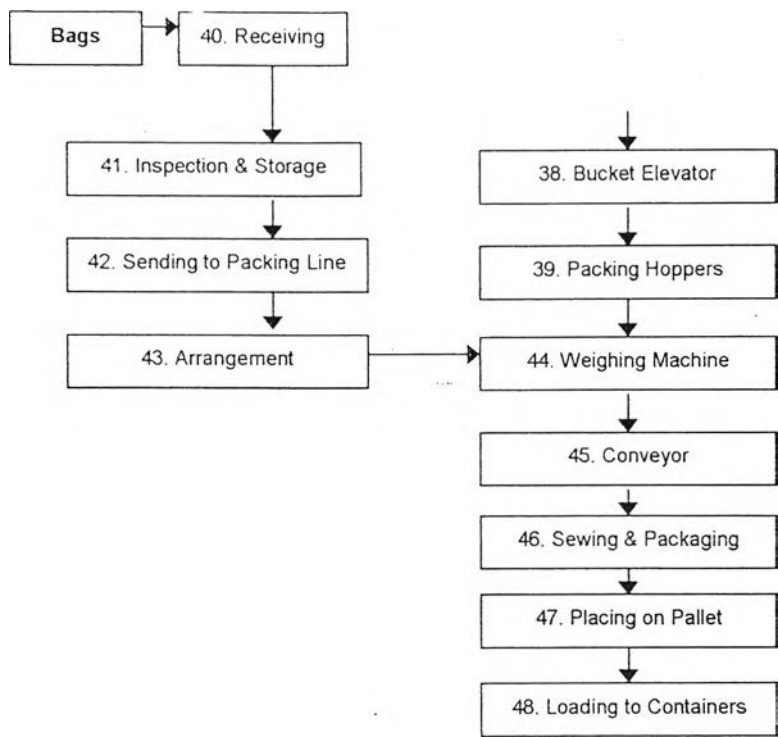 Bags
40. Receiving
41. Inspection & Storage
42. Sending to Packing Line
43. Arrangement
38. Bucket Elevator
39. Packing Hoppers
44. Weighing Machine
45. Conveyor
46. Sewing & Packaging
47. Placing on Pallet
48. Loading to Containers